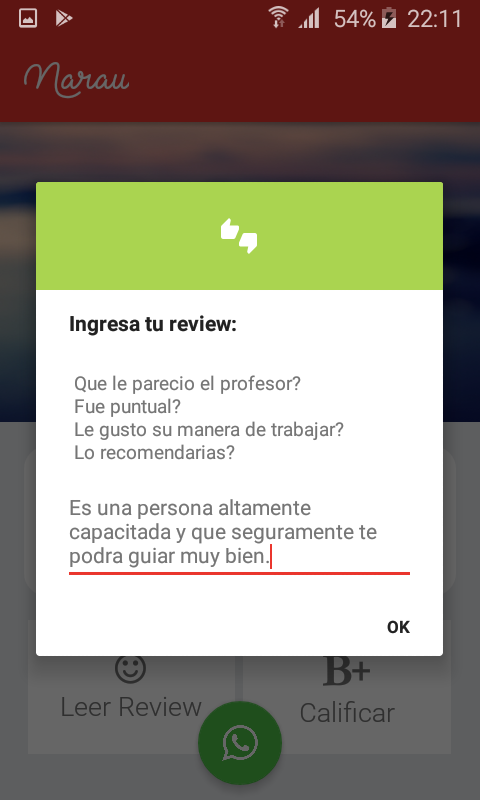 54% 22:11
Narau
Ingresa tu review:
Que le parecio el profesor?
Fue puntual?
Le gusto su manera de trabajar?
Lo recomendarias?
Es una persona altamente
capacitada y que seguramente te
podra guiar muy bien.
OK
B+
Leer Review
Calificar